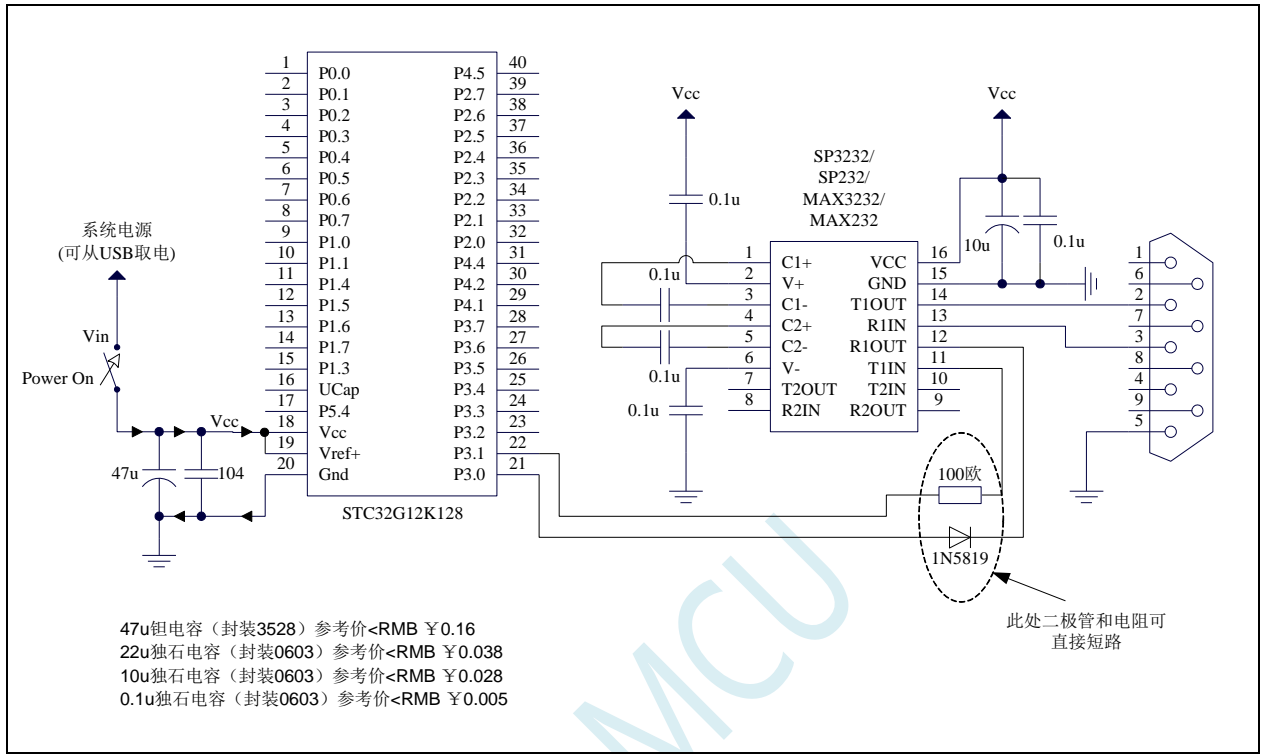 系统电源
(可从USB取电)
Vin
Power On
Vcc
47u
104
1 P0.0 P4.5 40
2 P0.1 P2.7 39
3 P0.2 P2.6 38
4 P0.3 P2.5 37
5 P0.4 P2.4 36
6 P0.5 P2.3 35
7 P0.6 P2.2 34
8 P0.7 P2.1 33
9 P1.0 P2.0 32
10 P1.1 P4.4 31
11 P1.4 P4.2 30
12 P1.5 P4.1 29
13 P1.6 P3.7 28
14 P1.7 P3.6 27
15 P1.3 P3.5 26
16 UCap P3.4 25
17 P5.4 P3.3 24
18 Vcc P3.2 23
19 Vref+ P3.1 22
20 Gnd P3.0 21
STC32G12K128
Vcc
0.1u
0.1u
0.1u
0.1u
SP3232/
SP232/
MAX3232/
MAX232
1 C1+ VCC 16
2 V+ GND 15
3 C1- T1OUT 14
4 C2+ R1IN 13
5 C2- R1OUT 12
6 V- T1IN 11
7 T2OUT T2IN 10
8 R2IN R2OUT 9
Vcc
10u
0.1u
1
6
2
7
3
8
4
9
5
100欧
1N5819
此处二极管和电阻可
直接短路
47u钽电容（封装3528）参考价<RMB ￥0.16
22u独石电容（封装0603）参考价<RMB ￥0.038
10u独石电容（封装0603）参考价<RMB ￥0.028
0.1u独石电容（封装0603）参考价<RMB ￥0.005
MCU